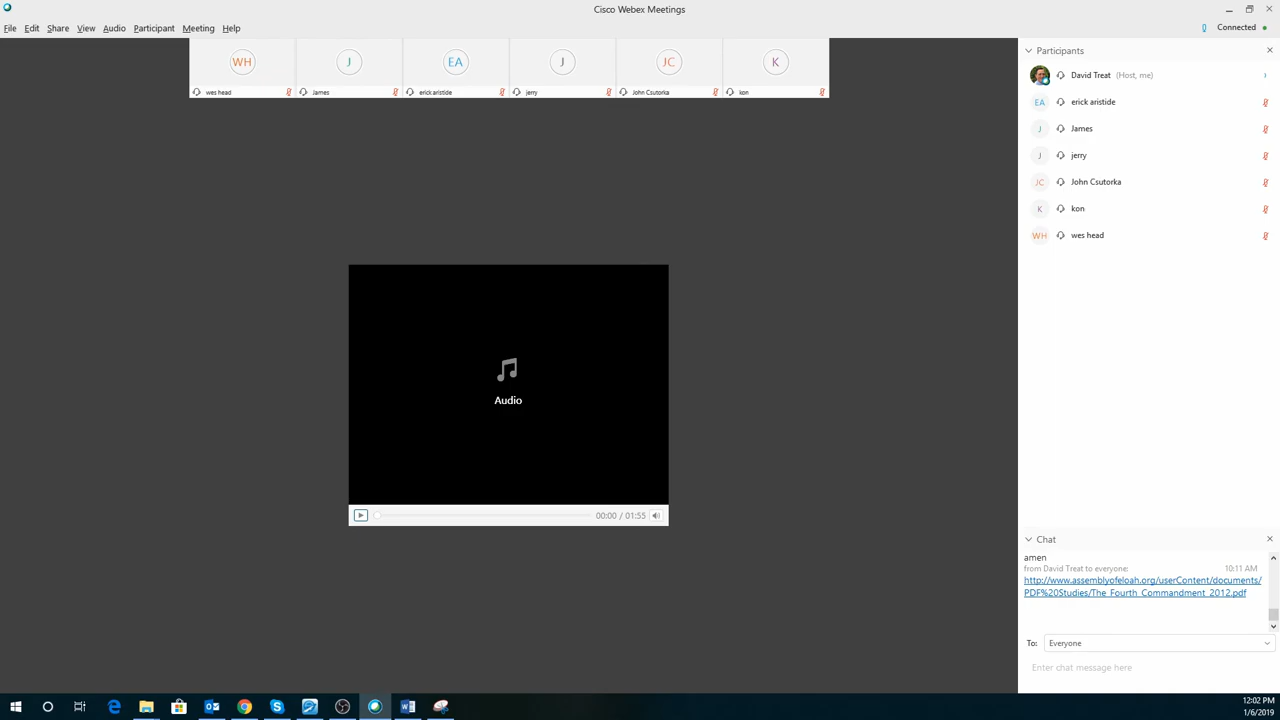 Cisco Webex Meetings
File Edit Share View Audio Participant Meeting Help
Connected
WH J EA J JC K
wes head James erick aristide jerry John Csutorka kon
Participants
David Treat (Host, me)
EA erick aristide
J James
J jerry
JC John Csutorka
K kon
WH wes head
Audio
00:00 / 01:55
Chat
amen
from David Treat to everyone: 10:11 AM
http://www.assemblyofeloah.org/userContent/documents/
PDF%20Studies/The_Fourth_Commandment_2012.pdf
To: Everyone
Enter chat message here
12:02 PM
1/6/2019